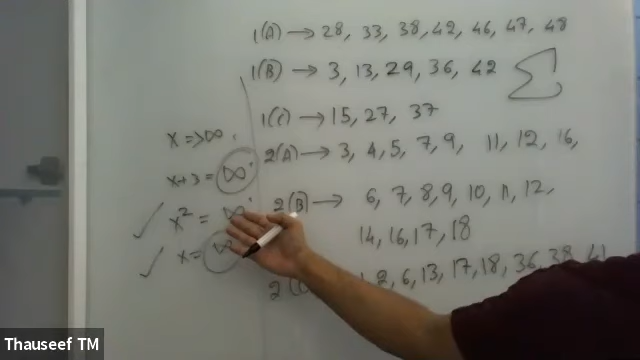 1(A) → 28, 33, 38, 42, 46, 47, 48
1(B) → 3, 13, 29, 36, 42
Σ
1(C) → 15, 27, 37
2(A) → 3, 4, 5, 7, 9, 11, 12, 16,
2(B) → 6, 7, 8, 9, 10, 11, 12,
14, 16, 17, 18
2, 6, 13, 17, 18, 36, 38, 41
x => ∞.
x+3 = ∞
✓ x² = ∞
✓ x = ∞
Thauseef TM